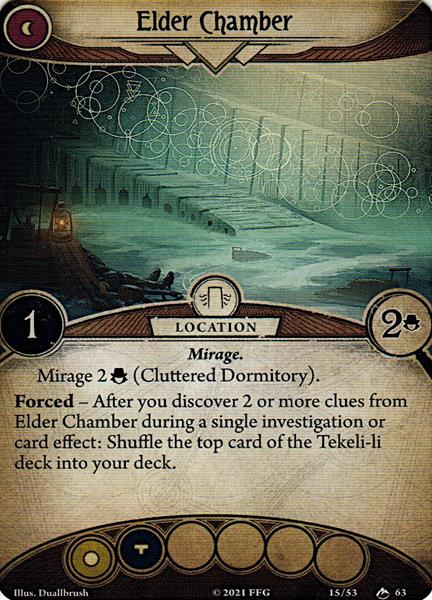 Elder Chamber
1
LOCATION
2
Mirage.
Mirage 2 (Cluttered Dormitory).
Forced – After you discover 2 or more clues from
Elder Chamber during a single investigation or
card effect: Shuffle the top card of the Tekeli-li
deck into your deck.
Illus. Duallbrush © 2021 FFG 15/53 63